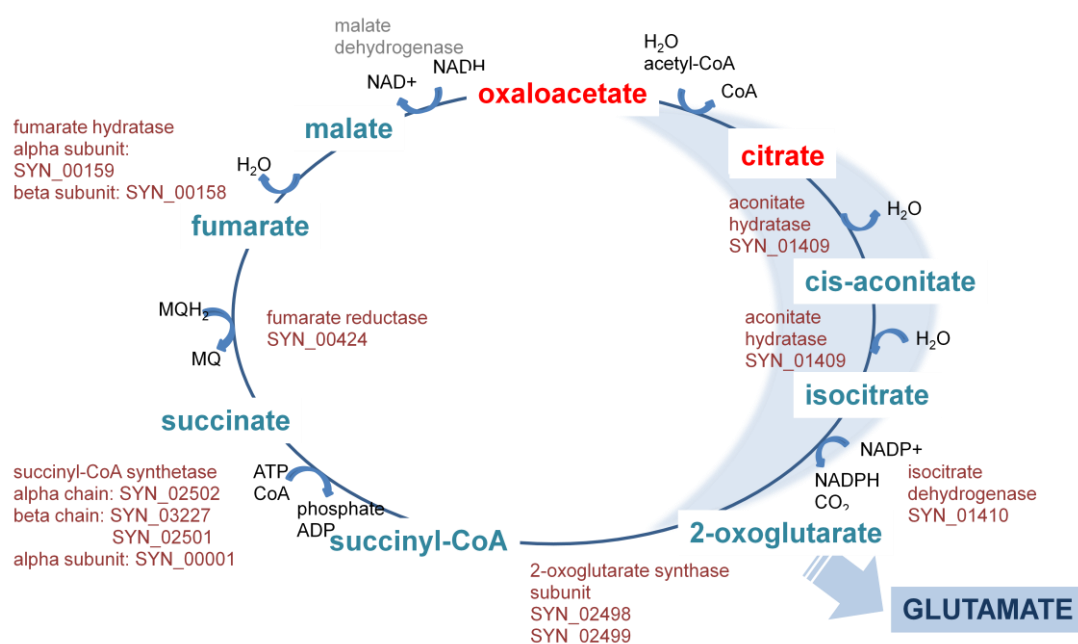 malate
dehydrogenase
NADH
NAD+
H₂O
acetyl-CoA
CoA
oxaloacetate
malate
citrate
fumarate hydratase
alpha subunit:
SYN_00159
beta subunit: SYN_00158
H₂O
fumarate
aconitate
hydratase
SYN_01409
H₂O
cis-aconitate
MQH₂
MQ
fumarate reductase
SYN_00424
aconitate
hydratase
SYN_01409
H₂O
isocitrate
succinate
succinyl-CoA synthetase
alpha chain: SYN_02502
beta chain: SYN_03227
SYN_02501
alpha subunit: SYN_00001
ATP
CoA
phosphate
ADP
NADP+
NADPH
CO₂
isocitrate
dehydrogenase
SYN_01410
succinyl-CoA
2-oxoglutarate
2-oxoglutarate synthase
subunit
SYN_02498
SYN_02499
GLUTAMATE